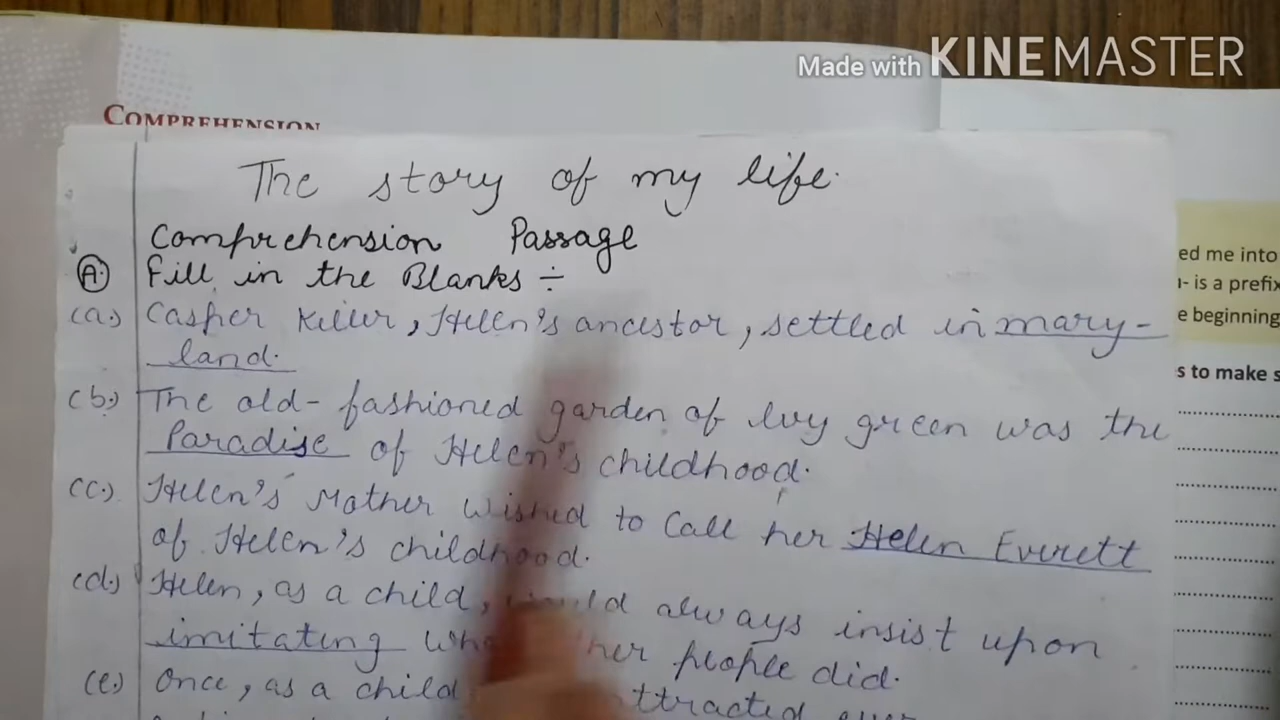 Made with KINEMASTER
COMPREHENSION
The story of my life.
Comprehension Passage
A. Fill in the Blanks ÷
(a.) Casper Killer, Helen's ancestor, settled in mary-
land.
(b.) The old-fashioned garden of Ivy green was the
Paradise of Helen's childhood.
(c.) Helen's Mother wished to call her Helen Everett
of Helen's childhood.
(d.) Helen, as a child, would always insist upon
imitating people did.
(e.) Once, as a child
ed me into
- is a prefix
e beginning
s to make s